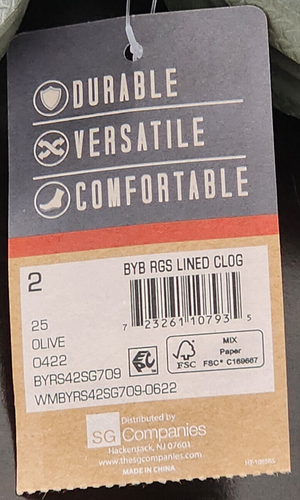 DURABLE
VERSATILE
COMFORTABLE
2
BYB RGS LINED CLOG
7 23261 10793 5
25
OLIVE
0422
BYRS42SG709
WMBYRS42SG709-0622
FSC
MIX
Paper
FSC® C169667
Distributed by
SG Companies
Hackensack, NJ 07601
www.thesgcompanies.com
MADE IN CHINA